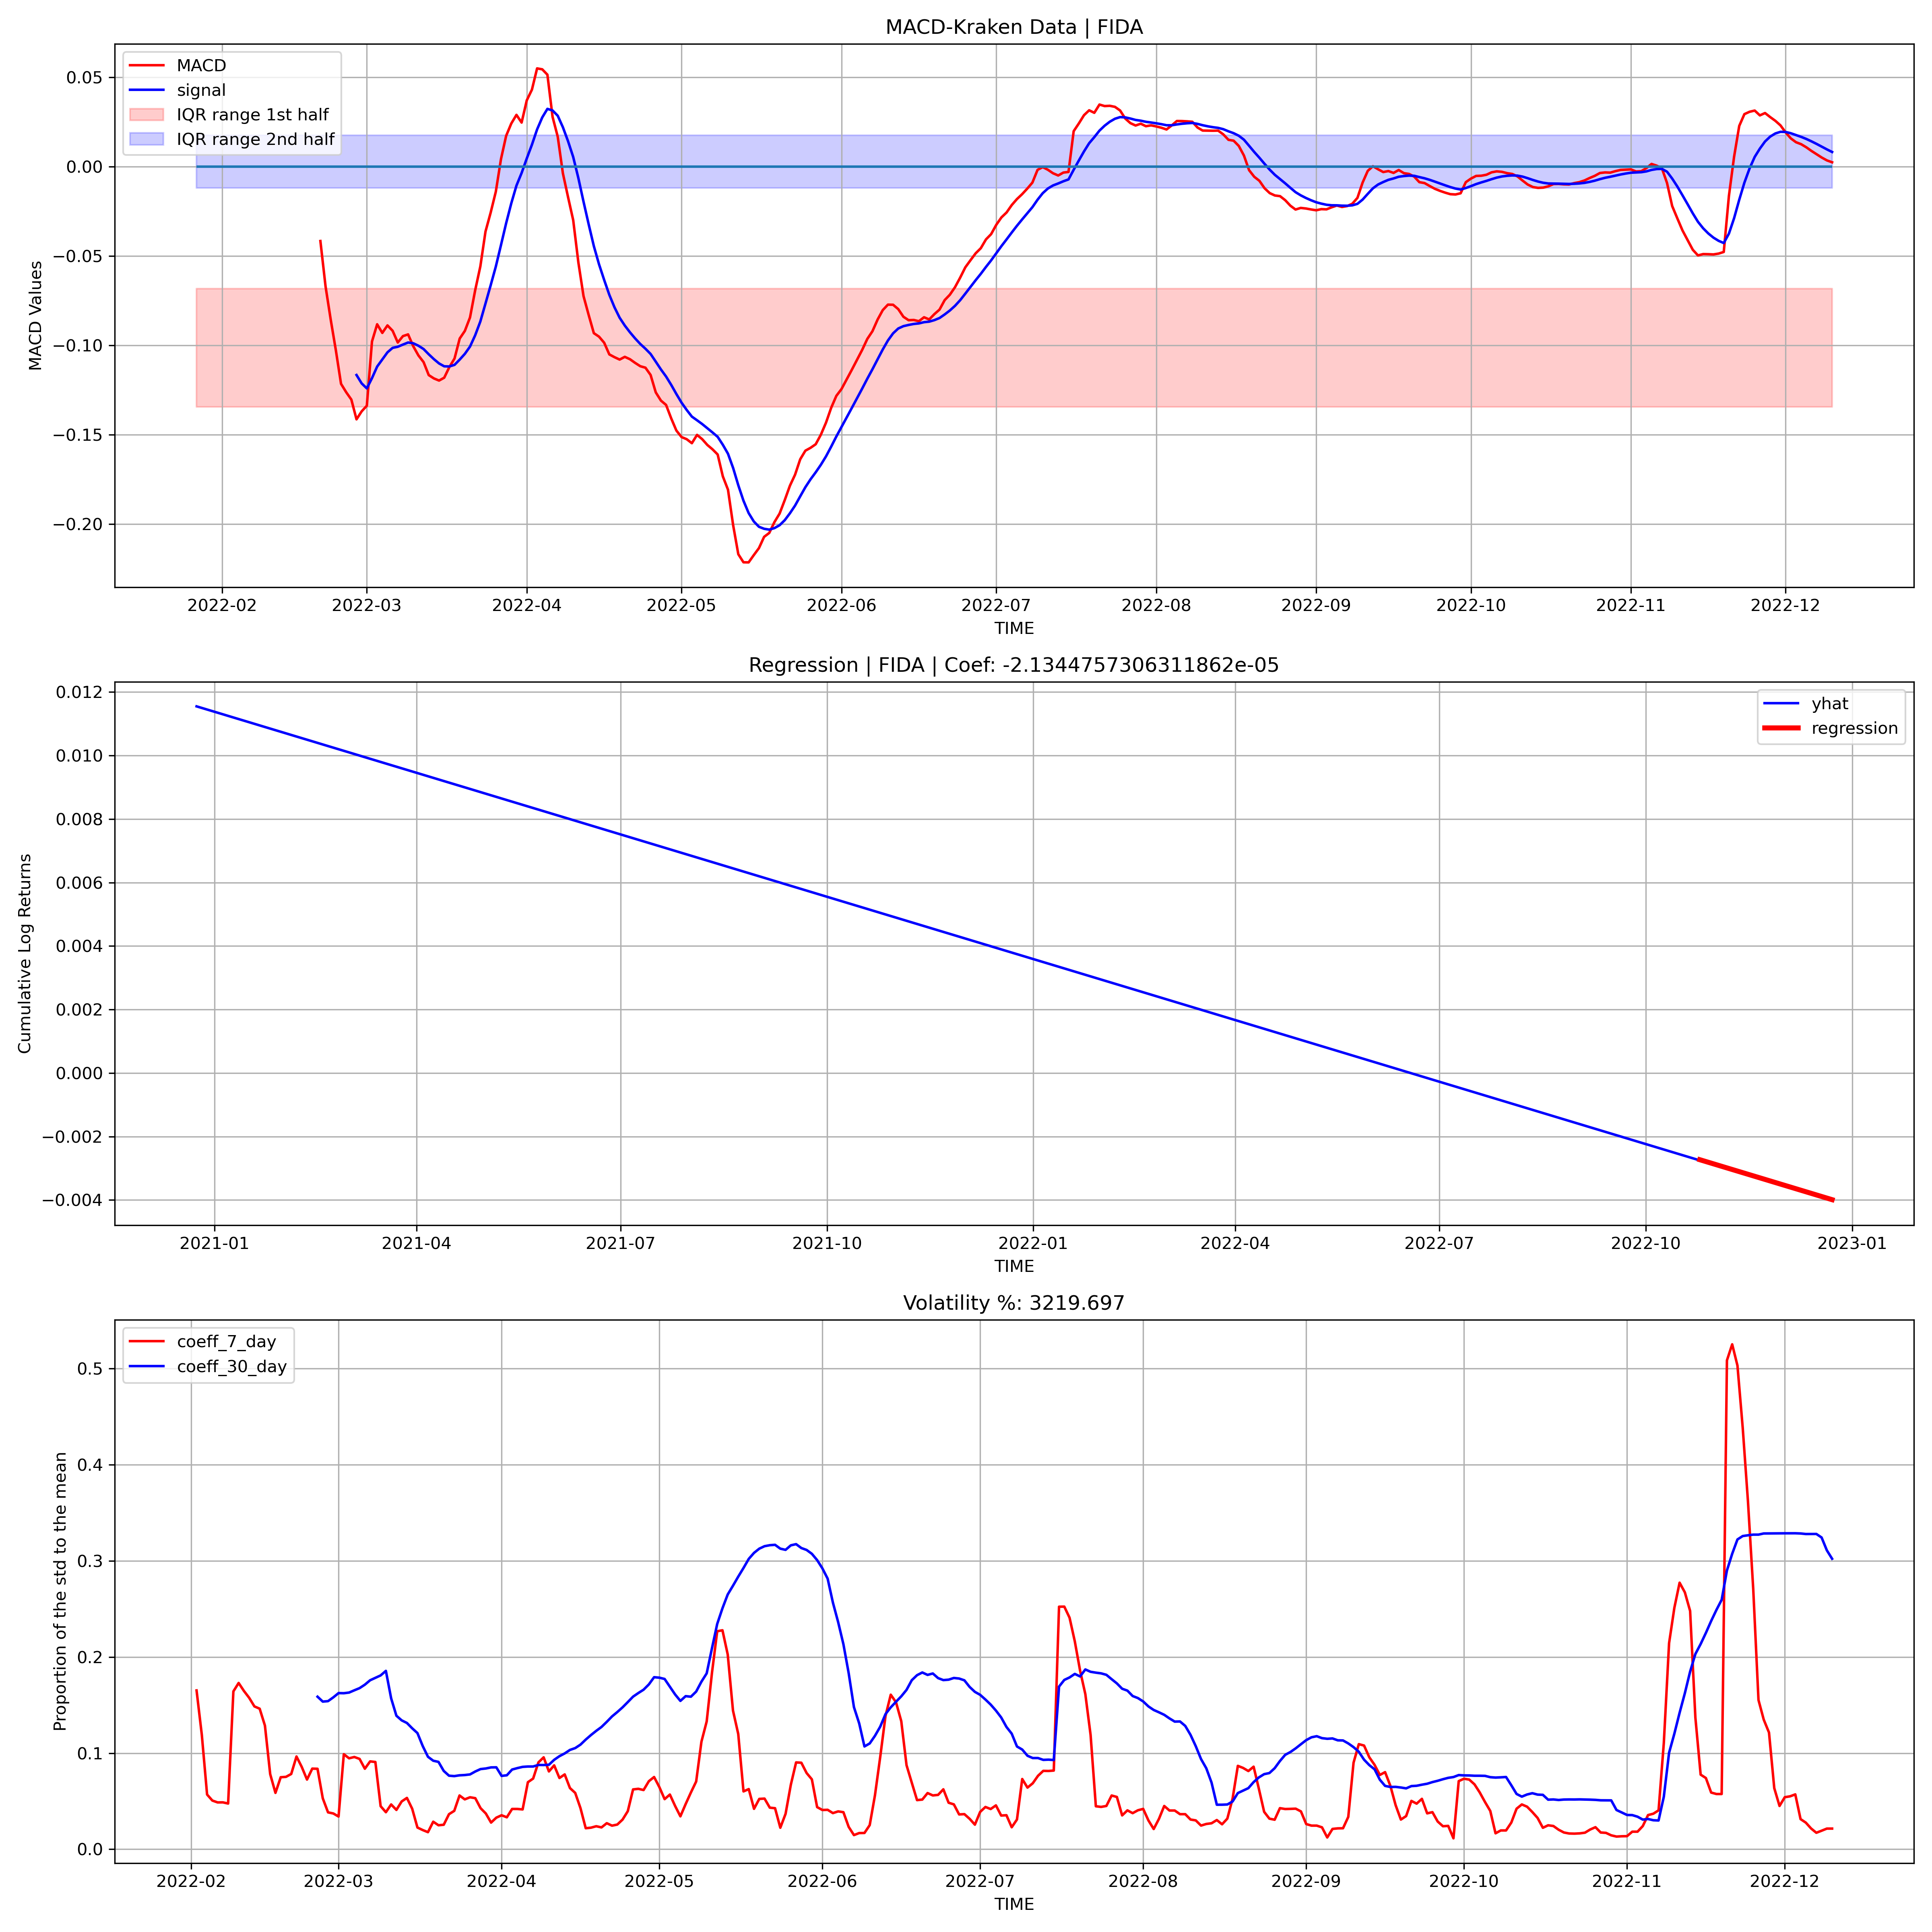 MACD-Kraken Data | FIDA
MACD
signal
IQR range 1st half
IQR range 2nd half
MACD Values
0.05
0.00
−0.05
−0.10
−0.15
−0.20
2022-02 2022-03 2022-04 2022-05 2022-06 2022-07 2022-08 2022-09 2022-10 2022-11 2022-12
TIME
Regression | FIDA | Coef: -2.1344757306311862e-05
yhat
regression
Cumulative Log Returns
0.012
0.010
0.008
0.006
0.004
0.002
0.000
−0.002
−0.004
2021-01 2021-04 2021-07 2021-10 2022-01 2022-04 2022-07 2022-10 2023-01
TIME
Volatility %: 3219.697
coeff_7_day
coeff_30_day
Proportion of the std to the mean
0.5
0.4
0.3
0.2
0.1
0.0
2022-02 2022-03 2022-04 2022-05 2022-06 2022-07 2022-08 2022-09 2022-10 2022-11 2022-12
TIME